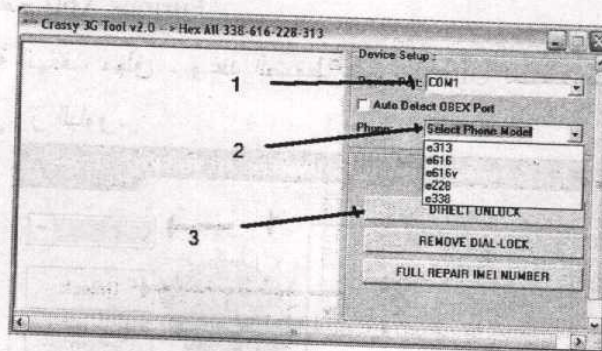 Crassy 3G Tool v2.0 --> Hex All 338-616-228-313
Device Setup :
1
Device Port: COM1
Auto Detect OBEX Port
2
Phone: Select Phone Model
e313
e616
e616v
e228
e338
3
DIRECT UNLOCK
REMOVE DIAL-LOCK
FULL REPAIR IMEI NUMBER